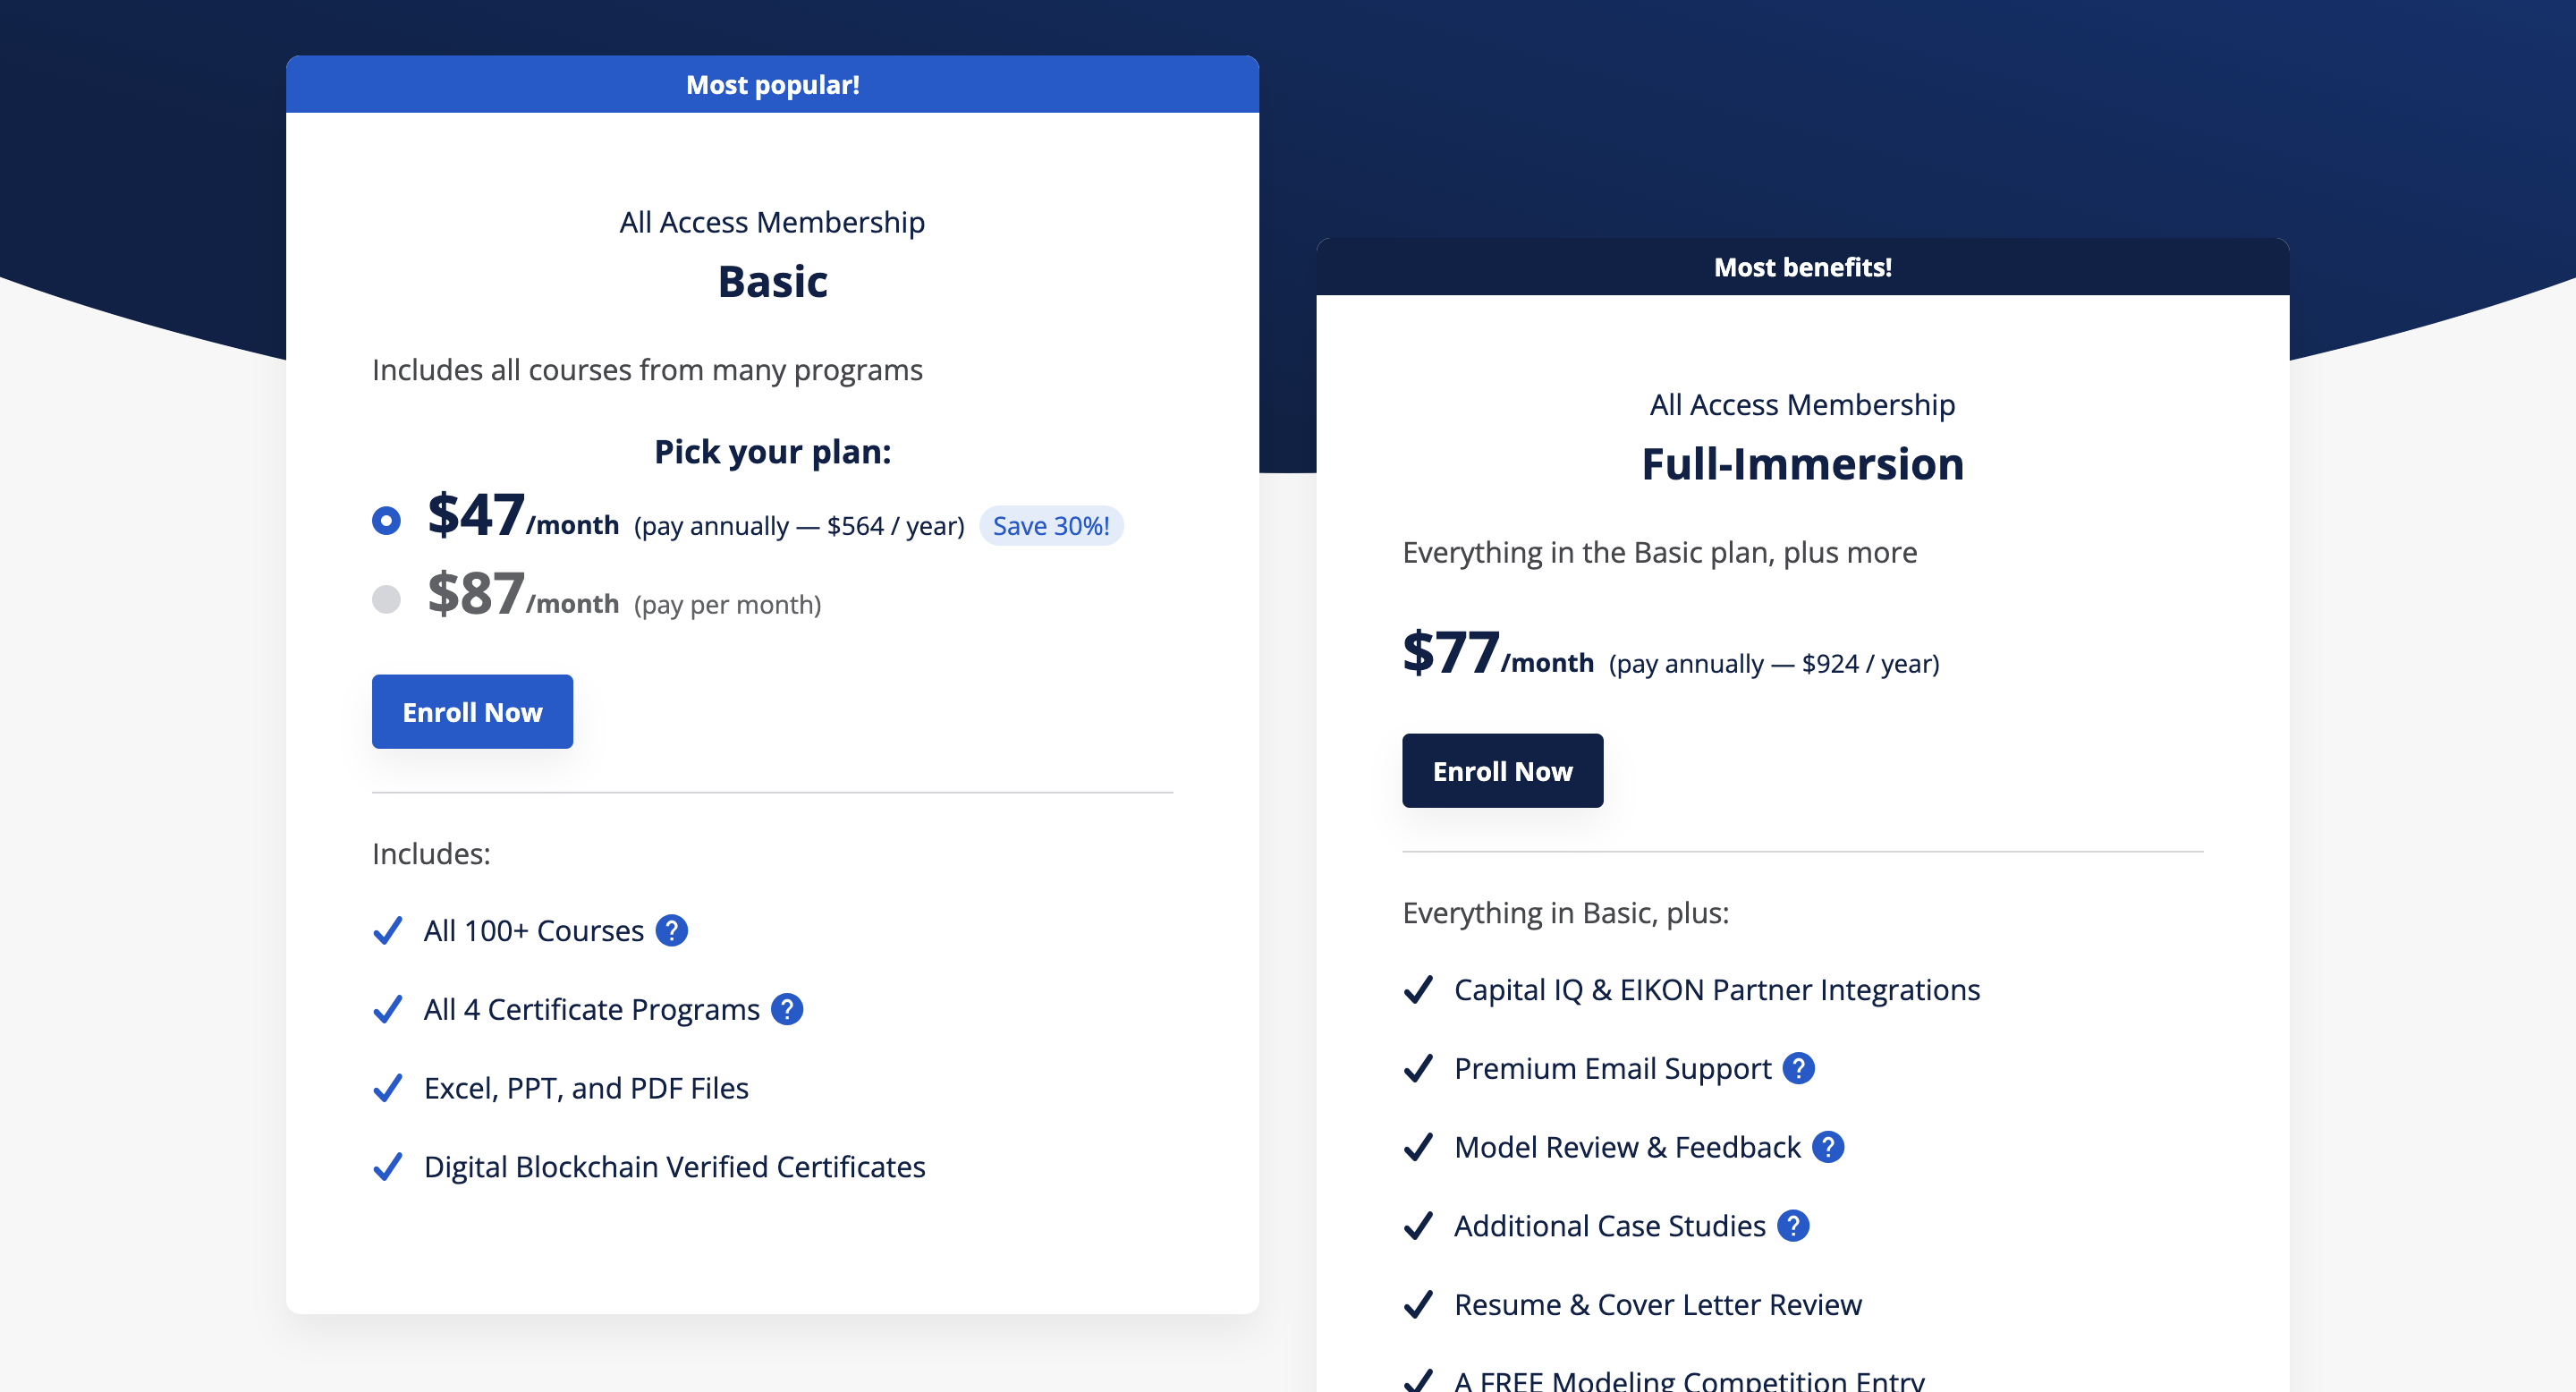 Most popular!
All Access Membership
Basic
Includes all courses from many programs
Pick your plan:
$47/month (pay annually — $564 / year) Save 30%!
$87/month (pay per month)
Enroll Now
Includes:
All 100+ Courses ?
All 4 Certificate Programs ?
Excel, PPT, and PDF Files
Digital Blockchain Verified Certificates
Most benefits!
All Access Membership
Full-Immersion
Everything in the Basic plan, plus more
$77/month (pay annually — $924 / year)
Enroll Now
Everything in Basic, plus:
Capital IQ & EIKON Partner Integrations
Premium Email Support ?
Model Review & Feedback ?
Additional Case Studies ?
Resume & Cover Letter Review
A FREE Modeling Competition Entry